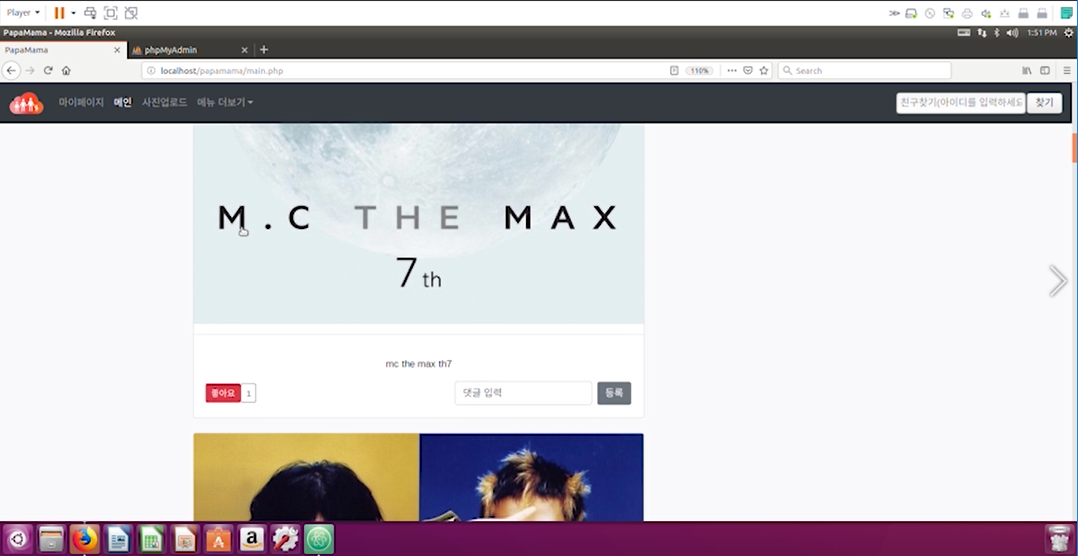 Player
PapaMama - Mozilla Firefox
1:51 PM
PapaMama
phpMyAdmin
localhost/papamama/main.php
110%
Search
마이페이지 메인 사진업로드 메뉴 더보기
친구찾기(아이디를 입력하세요
찾기
M.C THE MAX
7th
mc the max th7
좋아요 1
댓글 입력
등록